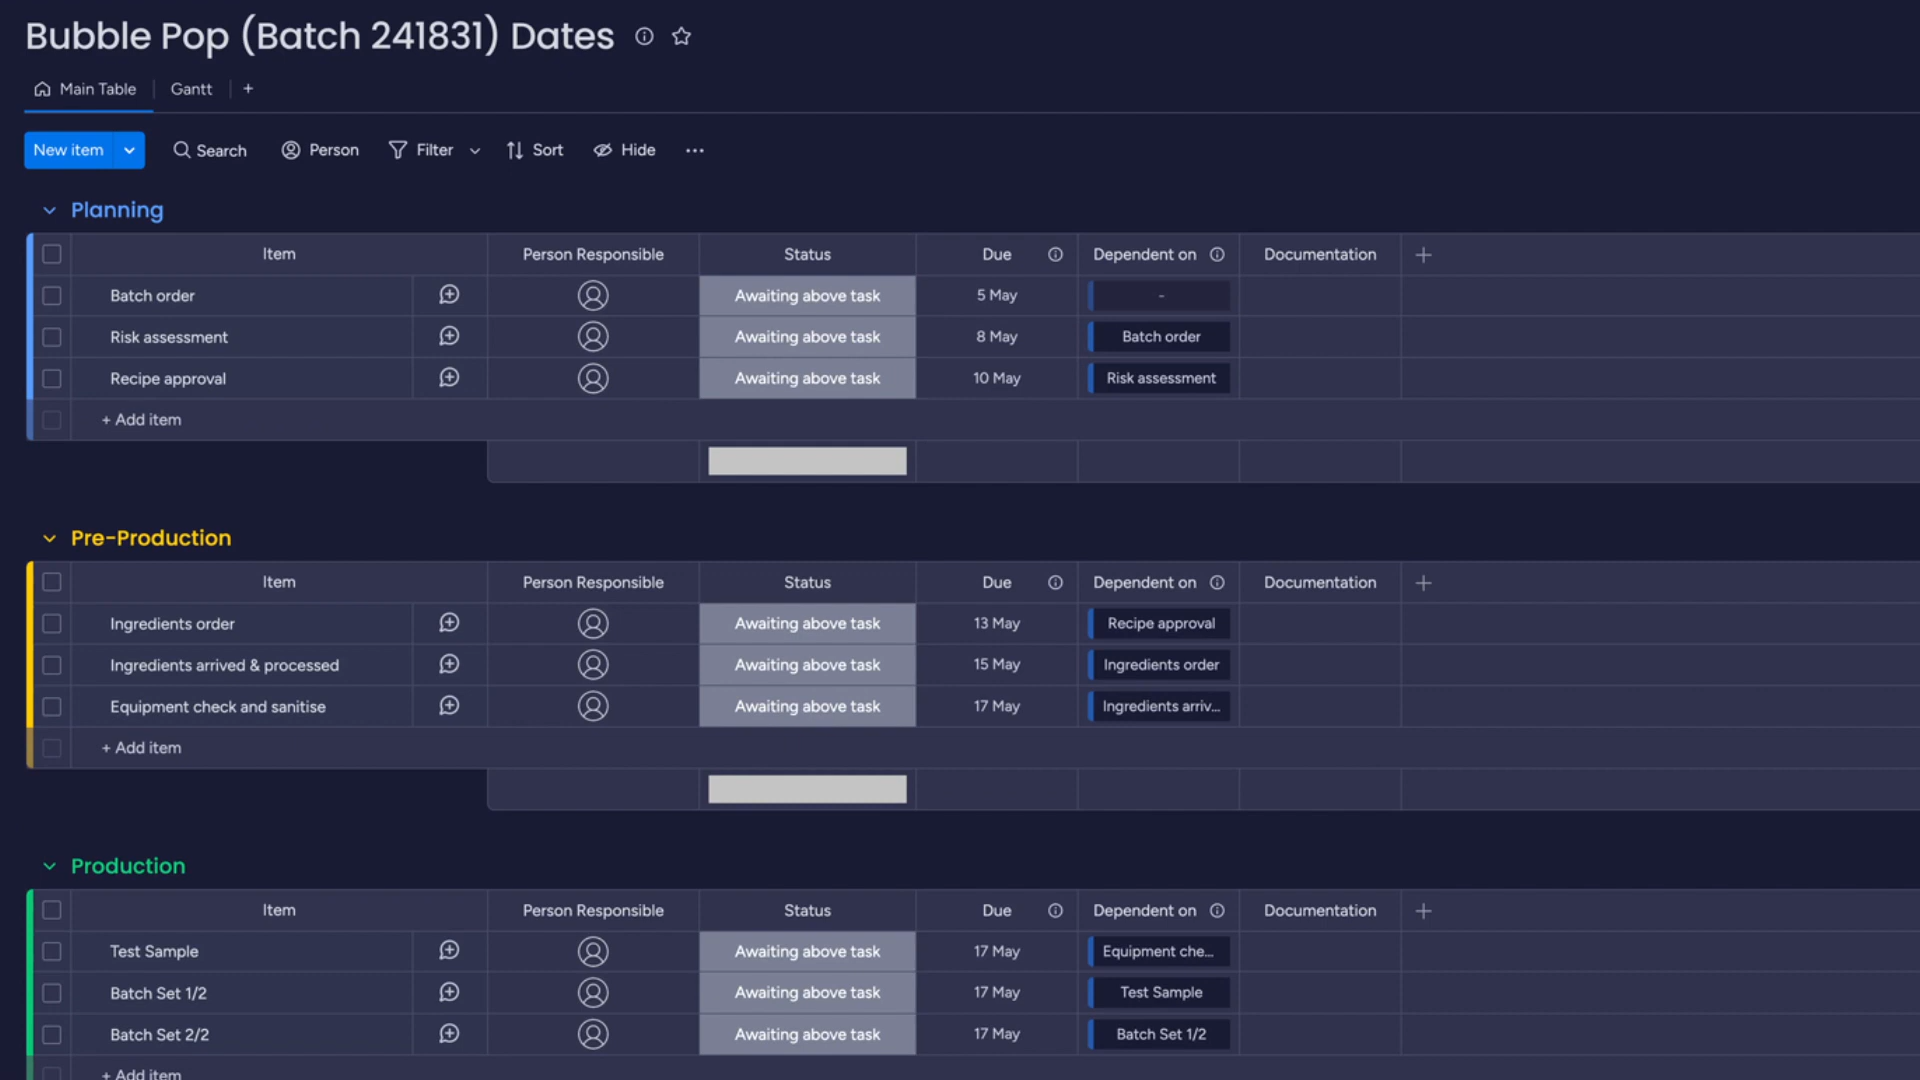 Bubble Pop (Batch 241831) Dates
Main Table Gantt +
New item Search Person Filter Sort Hide ...
Planning
Item Person Responsible Status Due Dependent on Documentation +
Batch order Awaiting above task 5 May -
Risk assessment Awaiting above task 8 May Batch order
Recipe approval Awaiting above task 10 May Risk assessment
+ Add item
Pre-Production
Item Person Responsible Status Due Dependent on Documentation +
Ingredients order Awaiting above task 13 May Recipe approval
Ingredients arrived & processed Awaiting above task 15 May Ingredients order
Equipment check and sanitise Awaiting above task 17 May Ingredients arriv...
+ Add item
Production
Item Person Responsible Status Due Dependent on Documentation +
Test Sample Awaiting above task 17 May Equipment che...
Batch Set 1/2 Awaiting above task 17 May Test Sample
Batch Set 2/2 Awaiting above task 17 May Batch Set 1/2
+ Add item